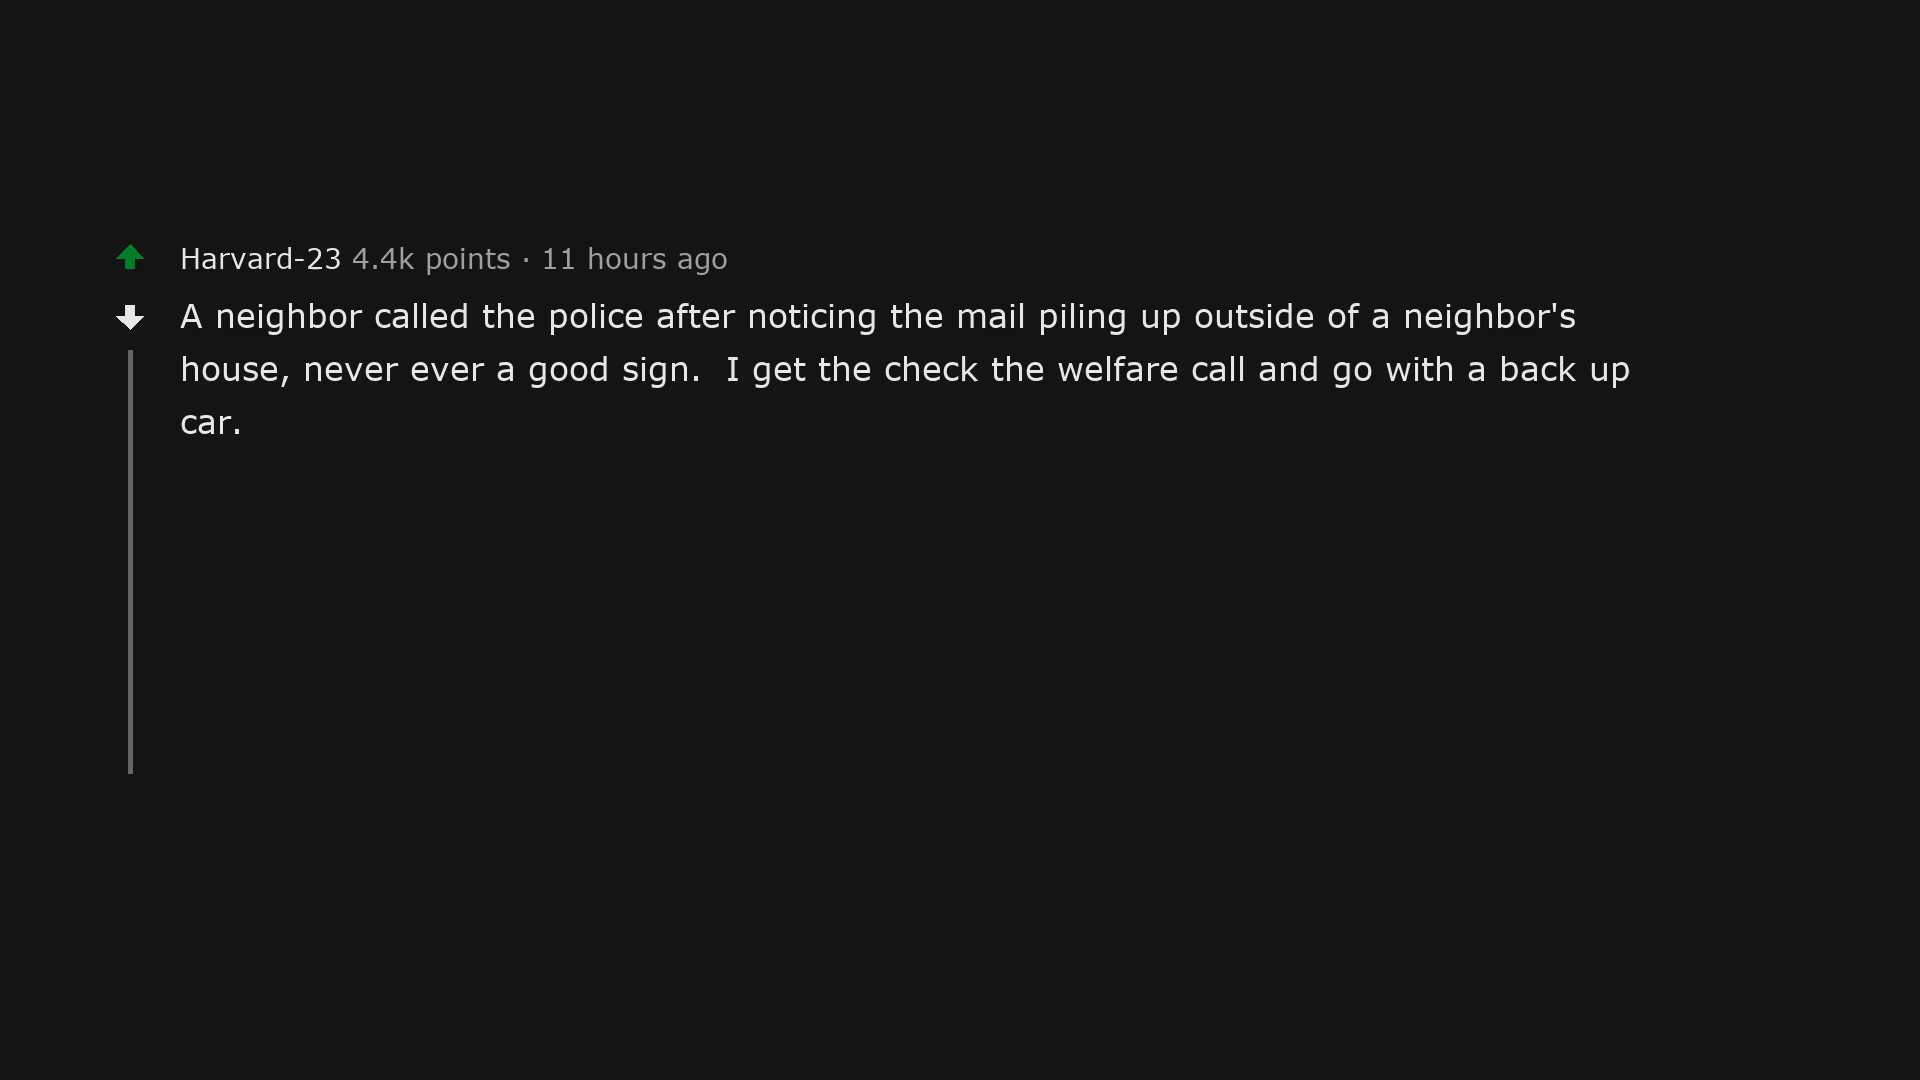 Harvard-23 4.4k points · 11 hours ago
A neighbor called the police after noticing the mail piling up outside of a neighbor's
house, never ever a good sign.  I get the check the welfare call and go with a back up
car.